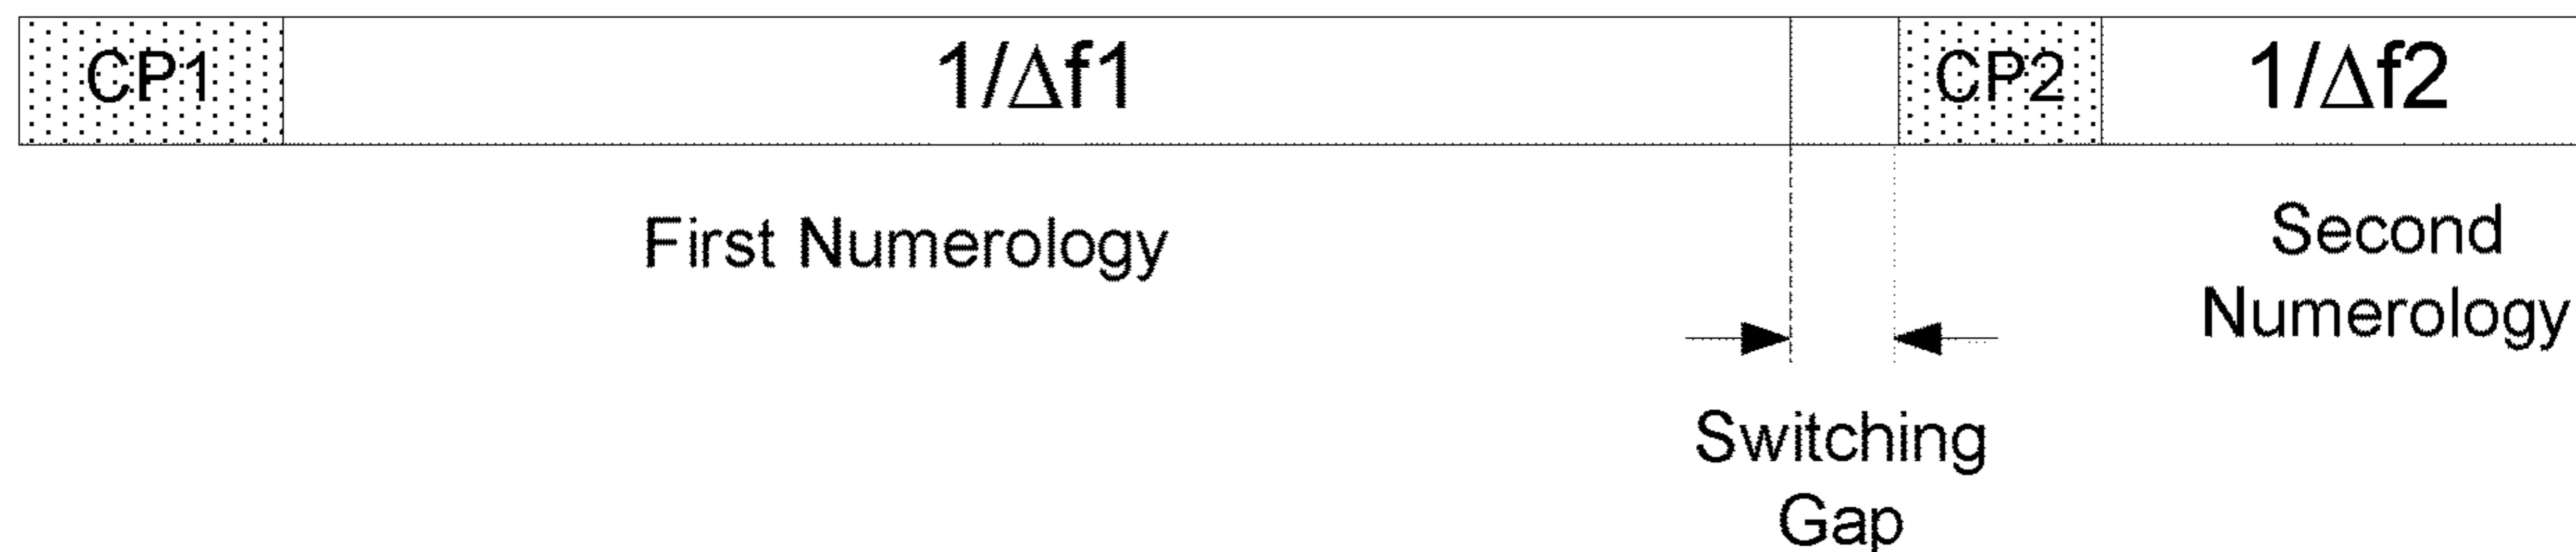 CP1
1/Δf1
CP2
1/Δf2
First Numerology
Second
Numerology
Switching
Gap